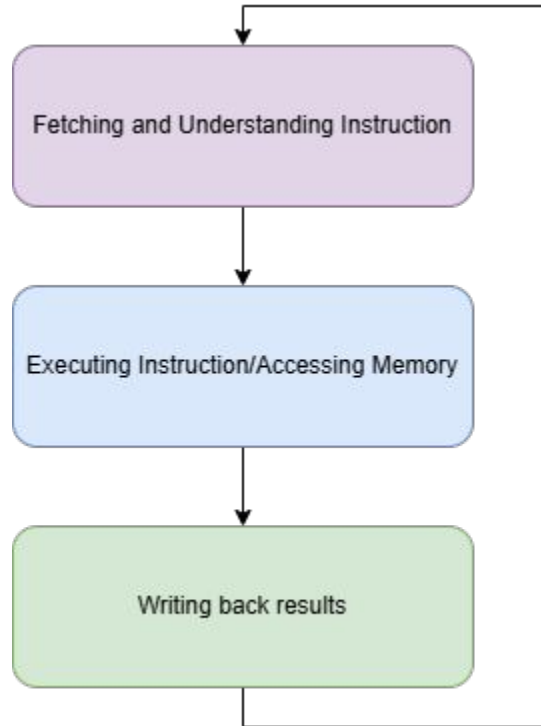 Fetching and Understanding Instruction
Executing Instruction/Accessing Memory
Writing back results